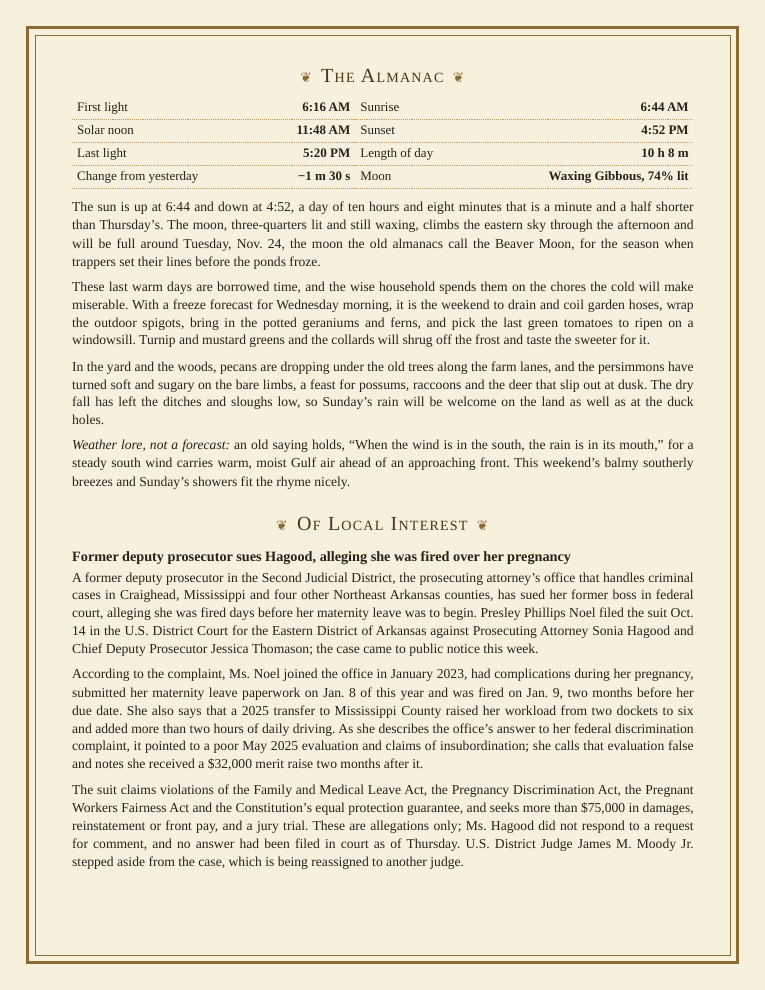 The Almanac
First light 6:16 AM Sunrise 6:44 AM
Solar noon 11:48 AM Sunset 4:52 PM
Last light 5:20 PM Length of day 10 h 8 m
Change from yesterday −1 m 30 s Moon Waxing Gibbous, 74% lit
The sun is up at 6:44 and down at 4:52, a day of ten hours and eight minutes that is a minute and a half shorter
than Thursday’s. The moon, three-quarters lit and still waxing, climbs the eastern sky through the afternoon and
will be full around Tuesday, Nov. 24, the moon the old almanacs call the Beaver Moon, for the season when
trappers set their lines before the ponds froze.
These last warm days are borrowed time, and the wise household spends them on the chores the cold will make
miserable. With a freeze forecast for Wednesday morning, it is the weekend to drain and coil garden hoses, wrap
the outdoor spigots, bring in the potted geraniums and ferns, and pick the last green tomatoes to ripen on a
windowsill. Turnip and mustard greens and the collards will shrug off the frost and taste the sweeter for it.
In the yard and the woods, pecans are dropping under the old trees along the farm lanes, and the persimmons have
turned soft and sugary on the bare limbs, a feast for possums, raccoons and the deer that slip out at dusk. The dry
fall has left the ditches and sloughs low, so Sunday’s rain will be welcome on the land as well as at the duck
holes.
Weather lore, not a forecast: an old saying holds, “When the wind is in the south, the rain is in its mouth,” for a
steady south wind carries warm, moist Gulf air ahead of an approaching front. This weekend’s balmy southerly
breezes and Sunday’s showers fit the rhyme nicely.
Of Local Interest
Former deputy prosecutor sues Hagood, alleging she was fired over her pregnancy
A former deputy prosecutor in the Second Judicial District, the prosecuting attorney’s office that handles criminal
cases in Craighead, Mississippi and four other Northeast Arkansas counties, has sued her former boss in federal
court, alleging she was fired days before her maternity leave was to begin. Presley Phillips Noel filed the suit Oct.
14 in the U.S. District Court for the Eastern District of Arkansas against Prosecuting Attorney Sonia Hagood and
Chief Deputy Prosecutor Jessica Thomason; the case came to public notice this week.
According to the complaint, Ms. Noel joined the office in January 2023, had complications during her pregnancy,
submitted her maternity leave paperwork on Jan. 8 of this year and was fired on Jan. 9, two months before her
due date. She also says that a 2025 transfer to Mississippi County raised her workload from two dockets to six
and added more than two hours of daily driving. As she describes the office’s answer to her federal discrimination
complaint, it pointed to a poor May 2025 evaluation and claims of insubordination; she calls that evaluation false
and notes she received a $32,000 merit raise two months after it.
The suit claims violations of the Family and Medical Leave Act, the Pregnancy Discrimination Act, the Pregnant
Workers Fairness Act and the Constitution’s equal protection guarantee, and seeks more than $75,000 in damages,
reinstatement or front pay, and a jury trial. These are allegations only; Ms. Hagood did not respond to a request
for comment, and no answer had been filed in court as of Thursday. U.S. District Judge James M. Moody Jr.
stepped aside from the case, which is being reassigned to another judge.